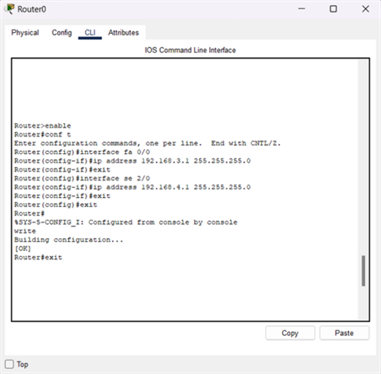 Router0
Physical Config CLI Attributes
IOS Command Line Interface
Router>enable
Router#conf t
Enter configuration commands, one per line.  End with CNTL/Z.
Router(config)#interface fa 0/0
Router(config-if)#ip address 192.168.3.1 255.255.255.0
Router(config-if)#exit
Router(config)#interface se 2/0
Router(config-if)#ip address 192.168.4.1 255.255.255.0
Router(config-if)#exit
Router(config)#exit
Router#
%SYS-5-CONFIG_I: Configured from console by console
write
Building configuration...
[OK]
Router#exit
Copy Paste
Top